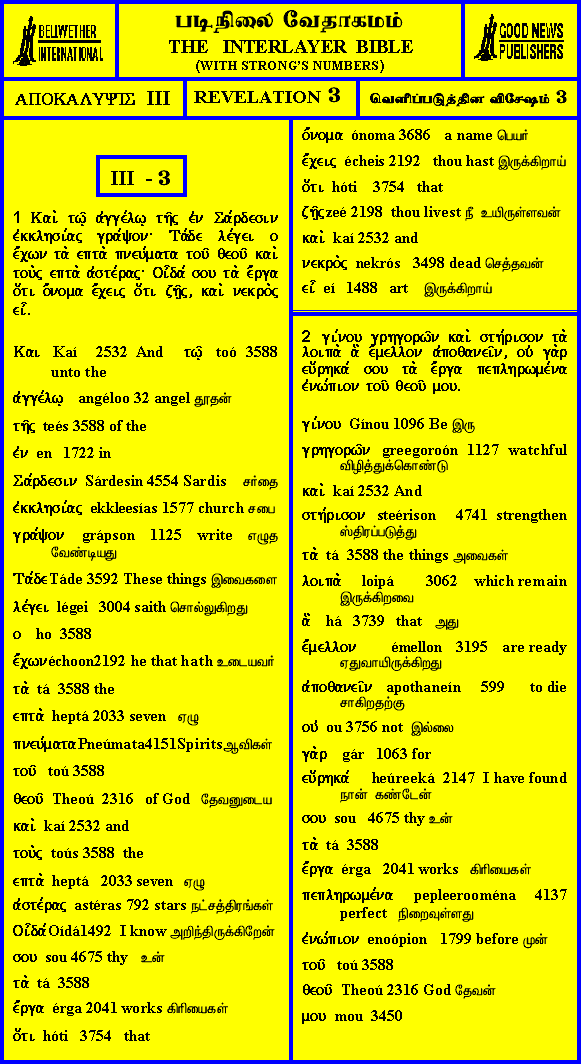 BELLWETHER
INTERNATIONAL
படிநிலை வேதாகமம்
THE INTERLAYER BIBLE
(WITH STRONG'S NUMBERS)
GOOD NEWS
PUBLISHERS
ΑΠΟΚΑΛΥΨΙΣ III
REVELATION 3
வெளிப்படுத்தின விசேஷம் 3
III - 3
1 Καὶ τῷ ἀγγέλῳ τῆς ἐν Σάρδεσιν
ἐκκλησίας γράψον· Τάδε λέγει ο
ἔχων τὰ επτὰ πνεύματα τοῦ θεοῦ καὶ
τοὺς επτὰ ἀστέρας· Οἶδά σου τὰ ἔργα
ὅτι ὄνομα ἔχεις ὅτι ζῇς, καὶ νεκρὸς
εἶ.
Και Kaí 2532 And τῷ toó 3588
unto the
ἀγγέλῳ angéloo 32 angel தூதன்
τῆς teés 3588 of the
ἐν en 1722 in
Σάρδεσιν Sárdesin 4554 Sardis சர்தை
ἐκκλησίας ekkleesías 1577 church சபை
γράψον grápson 1125 write எழுத
வேண்டியது
Τάδε Táde 3592 These things இவைகளை
λέγει légei 3004 saith சொல்லுகிறது
ο ho 3588
ἔχων échoon2192 he that hath உடையவர்
τὰ tá 3588 the
επτὰ heptá 2033 seven ஏழு
πνεύματα Pneúmata4151Spirits ஆவிகள்
τοῦ toú 3588
θεοῦ Theoú 2316 of God தேவனுடைய
καὶ kaí 2532 and
τοὺς toús 3588 the
επτὰ heptá 2033 seven ஏழு
ἀστέρας astéras 792 stars நட்சத்திரங்கள்
Οἶδά Oídá1492 I know அறிந்திருக்கிறேன்
σου sou 4675 thy உன்
τὰ tá 3588
ἔργα érga 2041 works கிரியைகள்
ὅτι hóti 3754 that
ὄνομα ónoma 3686 a name பெயர்
ἔχεις écheis 2192 thou hast இருக்கிறாய்
ὅτι hóti 3754 that
ζῇς zeé 2198 thou livest நீ உயிருள்ளவன்
καὶ kaí 2532 and
νεκρὸς nekrós 3498 dead செத்தவன்
εἶ eí 1488 art இருக்கிறாய்
2 γίνου γρηγορῶν καὶ στήρισον τὰ
λοιπὰ ἃ ἔμελλον ἀποθανεῖν, οὐ γὰρ
εὕρηκά σου τὰ ἔργα πεπληρωμένα
ἐνώπιον τοῦ θεοῦ μου.
γίνου Gínou 1096 Be இரு
γρηγορῶν greegoroón 1127 watchful
விழித்துக்கொண்டு
καὶ kaí 2532 And
στήρισον steérison 4741 strengthen
ஸ்திரப்படுத்து
τὰ tá 3588 the things அவைகள்
λοιπὰ loipá 3062 which remain
இருக்கிறவை
ἃ há 3739 that அது
ἔμελλον émellon 3195 are ready
ஏதுவாயிருக்கிறது
ἀποθανεῖν apothaneín 599 to die
சாகிறதற்கு
οὐ ou 3756 not இல்லை
γὰρ gár 1063 for
εὕρηκά heúreeká 2147 I have found
நான் கண்டேன்
σου sou 4675 thy உன்
τὰ tá 3588
ἔργα érga 2041 works கிரியைகள்
πεπληρωμένα pepleerooména 4137
perfect நிறைவுள்ளது
ἐνώπιον enoópion 1799 before முன்
τοῦ toú 3588
θεοῦ Theoú 2316 God தேவன்
μου mou 3450